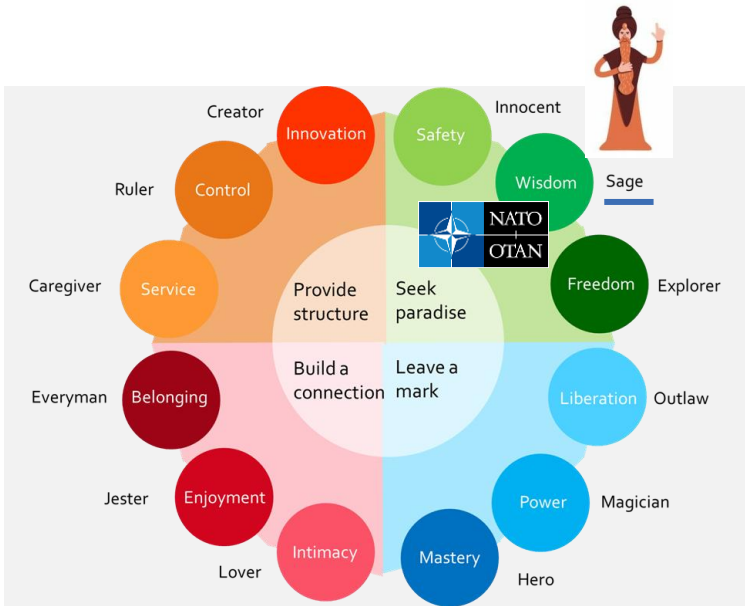 Creator
Innovation
Safety
Innocent
Ruler
Control
Wisdom
Sage
NATO
OTAN
Caregiver
Service
Provide
structure
Seek
paradise
Freedom
Explorer
Everyman
Belonging
Build a
connection
Leave a
mark
Liberation
Outlaw
Jester
Enjoyment
Power
Magician
Lover
Intimacy
Mastery
Hero